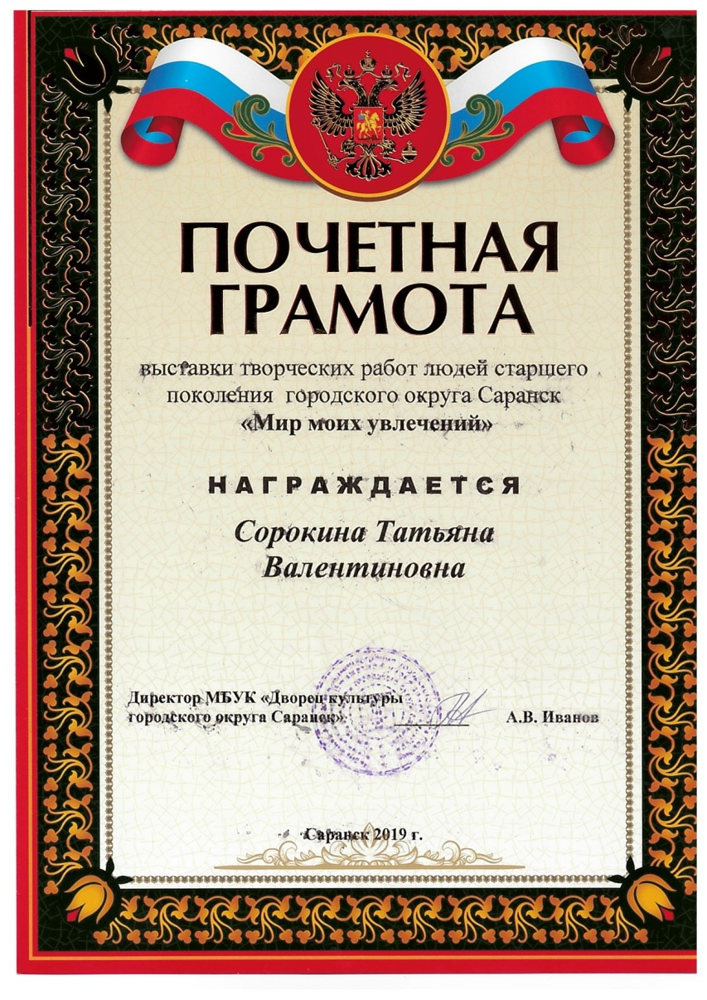 ПОЧЕТНАЯ
ГРАМОТА
выставки творческих работ людей старшего
поколения городского округа Саранск
«Мир моих увлечений»
НАГРАЖДАЕТСЯ
Сорокина Татьяна
Валентиновна
Директор МБУК «Дворец культуры
городского округа Саранск» А.В. Иванов
Саранск 2019 г.